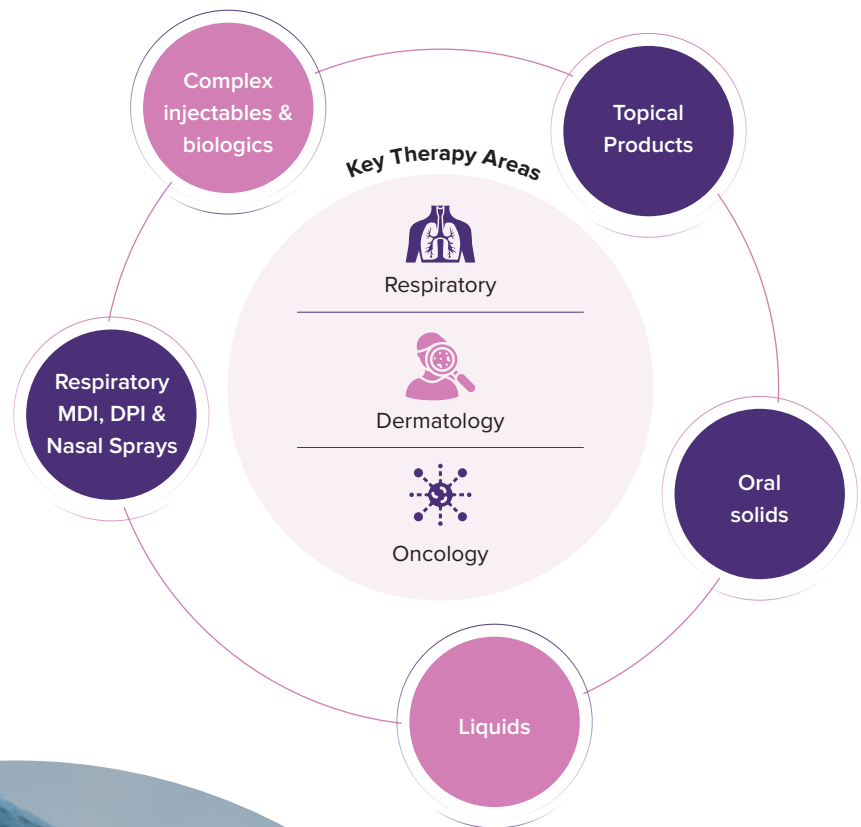 Complex
injectables &
biologics
Topical
Products
Key Therapy Areas
Respiratory
Dermatology
Oncology
Respiratory
MDI, DPI &
Nasal Sprays
Oral
solids
Liquids